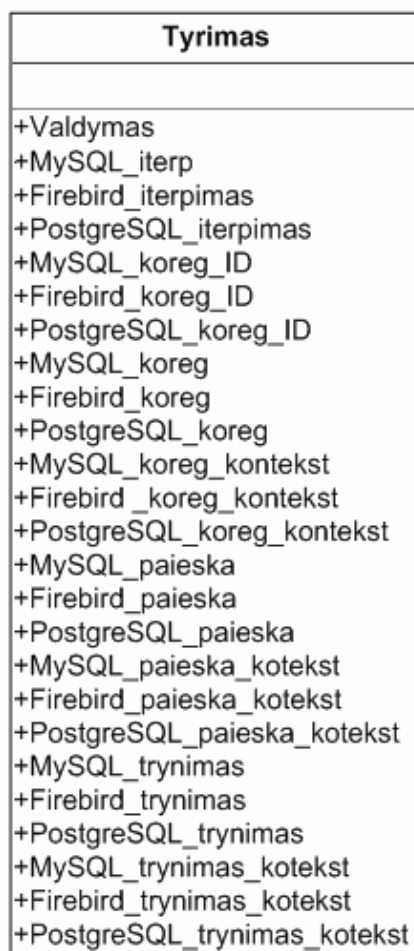 Tyrimas
+Valdymas
+MySQL_iterp
+Firebird_iterpimas
+PostgreSQL_iterpimas
+MySQL_koreg_ID
+Firebird_koreg_ID
+PostgreSQL_koreg_ID
+MySQL_koreg
+Firebird_koreg
+PostgreSQL_koreg
+MySQL_koreg_kontekst
+Firebird _koreg_kontekst
+PostgreSQL_koreg_kontekst
+MySQL_paieska
+Firebird_paieska
+PostgreSQL_paieska
+MySQL_paieska_kotekst
+Firebird_paieska_kotekst
+PostgreSQL_paieska_kotekst
+MySQL_trynimas
+Firebird_trynimas
+PostgreSQL_trynimas
+MySQL_trynimas_kotekst
+Firebird_trynimas_kotekst
+PostgreSQL_trynimas_kotekst